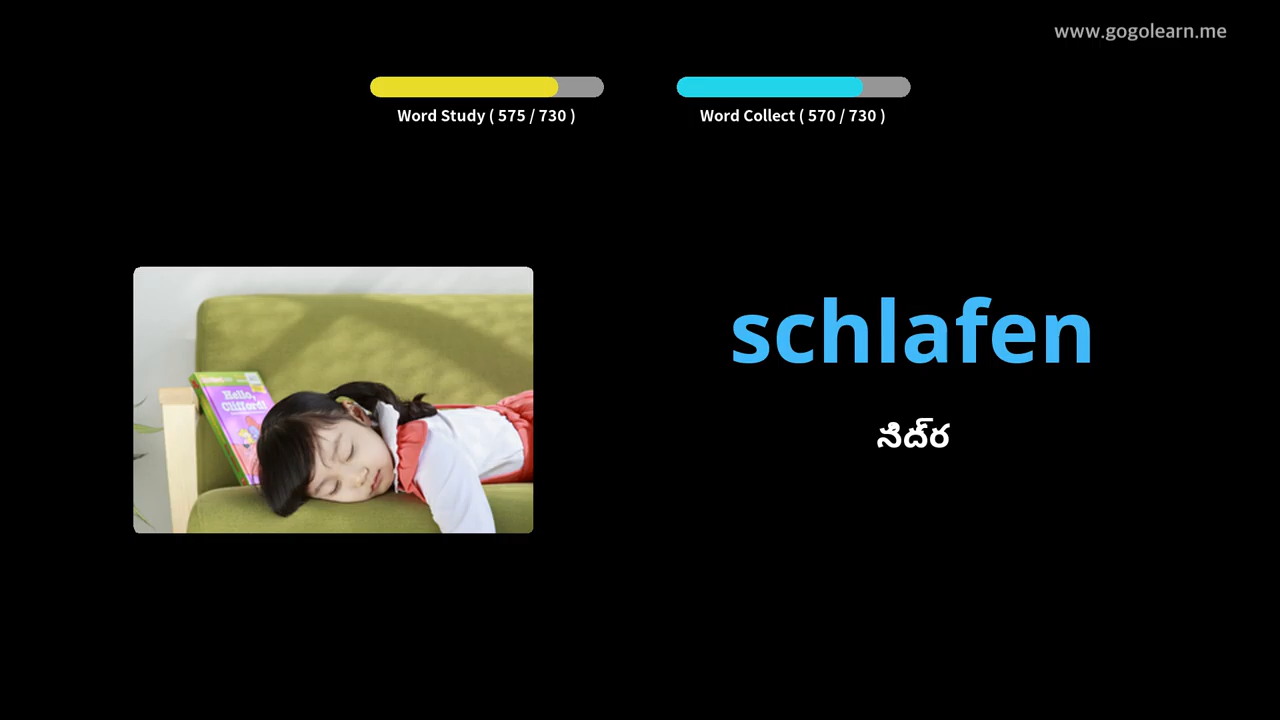 www.gogolearn.me
Word Study ( 575 / 730 )
Word Collect ( 570 / 730 )
Hello,
Clifford!
schlafen
నిద్ర